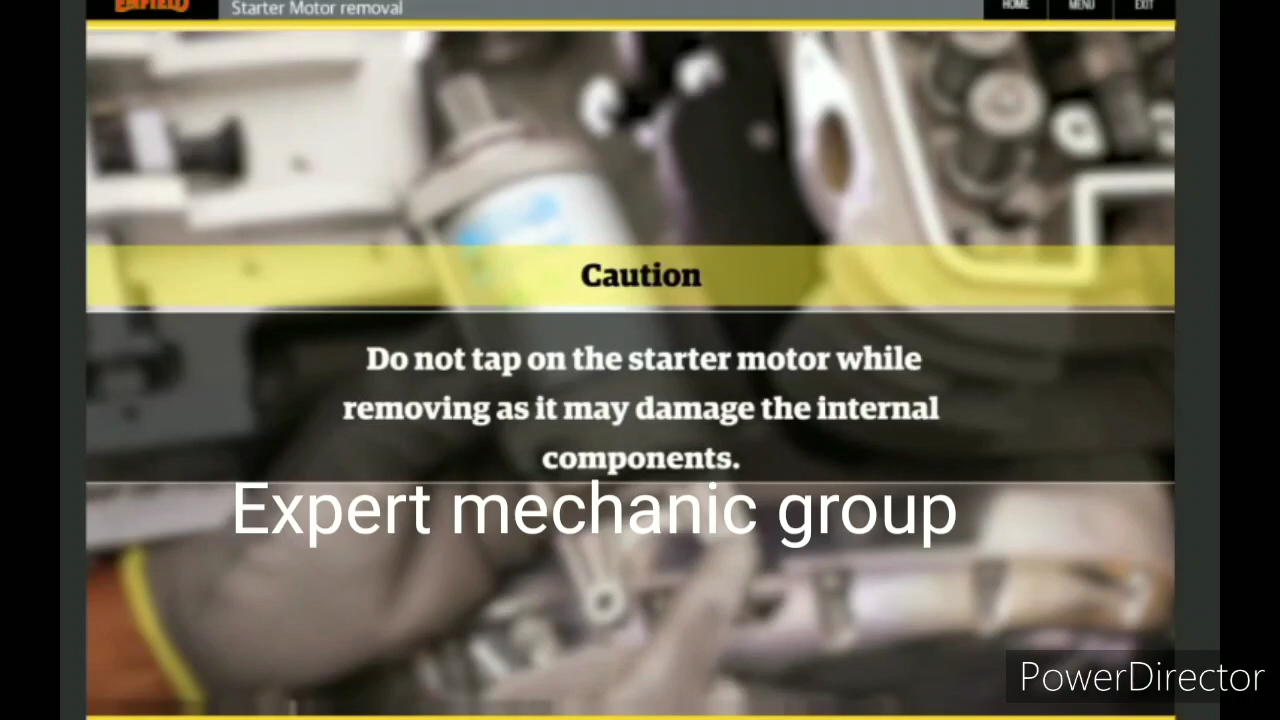 ENFIELD
Starter Motor removal
HOME MENU EXIT
Caution
Do not tap on the starter motor while
removing as it may damage the internal
components.
Expert mechanic group
PowerDirector